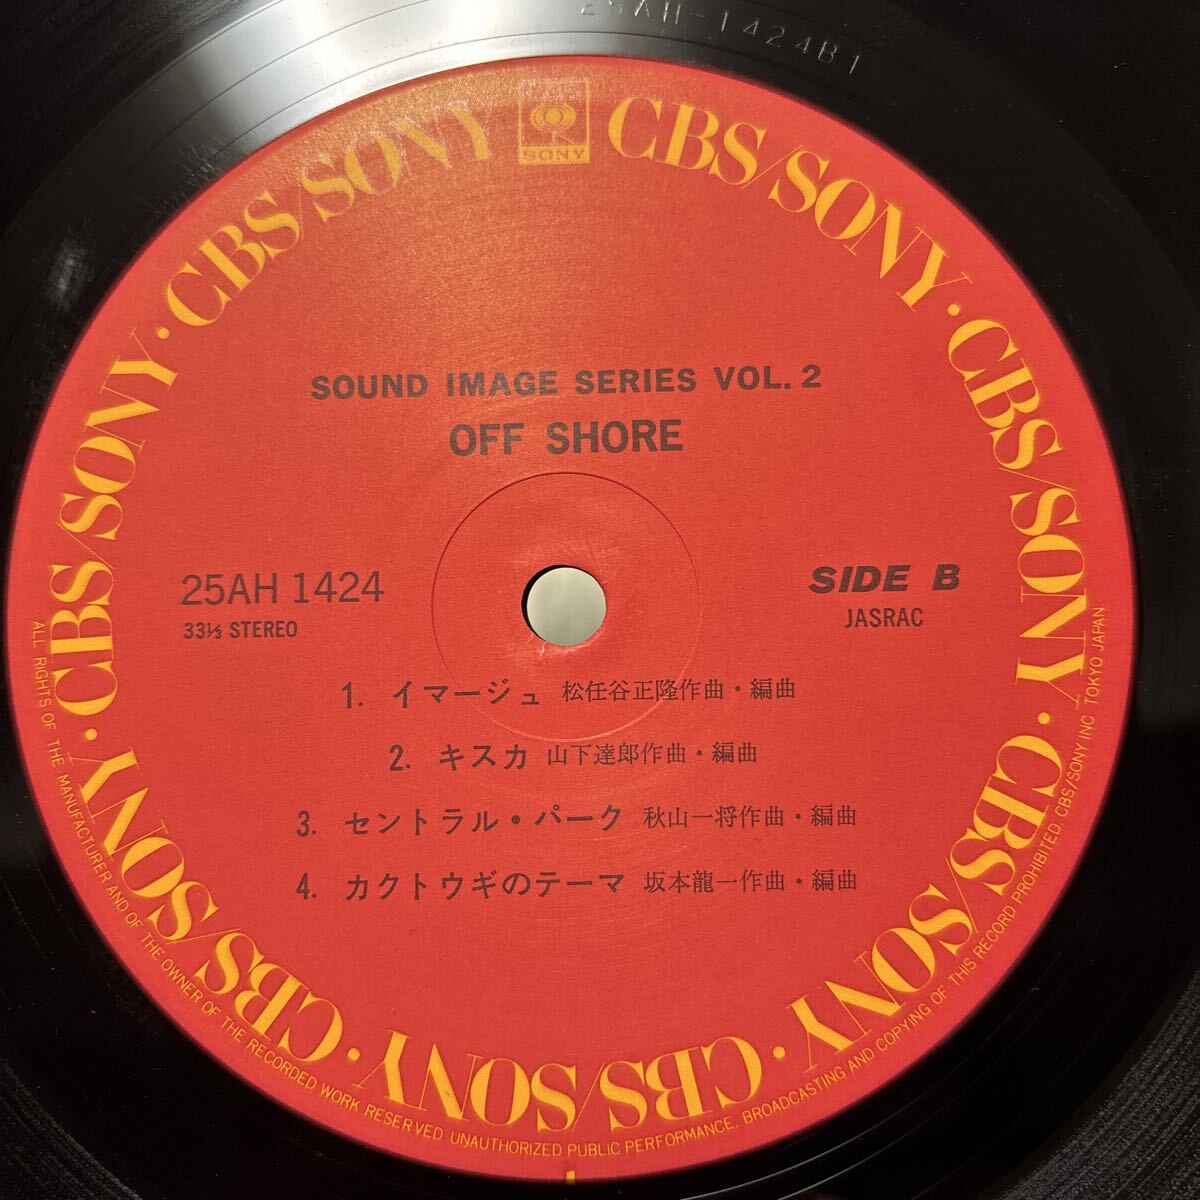 25AH-1424B1
SONY
CBS/SONY · CBS/SONY · CBS/SONY · CBS/SONY · CBS/SONY · CBS/SONY · CBS/SONY · CBS/SONY
SOUND IMAGE SERIES VOL. 2
OFF SHORE
25AH 1424
33⅓ STEREO
SIDE B
JASRAC
1. イマージュ 松任谷正隆作曲・編曲
2. キスカ 山下達郎作曲・編曲
3. セントラル・パーク 秋山一将作曲・編曲
4. カクトウギのテーマ 坂本龍一作曲・編曲
ALL RIGHTS OF THE MANUFACTURER AND OF THE OWNER OF THE RECORDED WORK RESERVED. UNAUTHORIZED PUBLIC PERFORMANCE, BROADCASTING AND COPYING OF THIS RECORD PROHIBITED. CBS/SONY INC. TOKYO JAPAN.